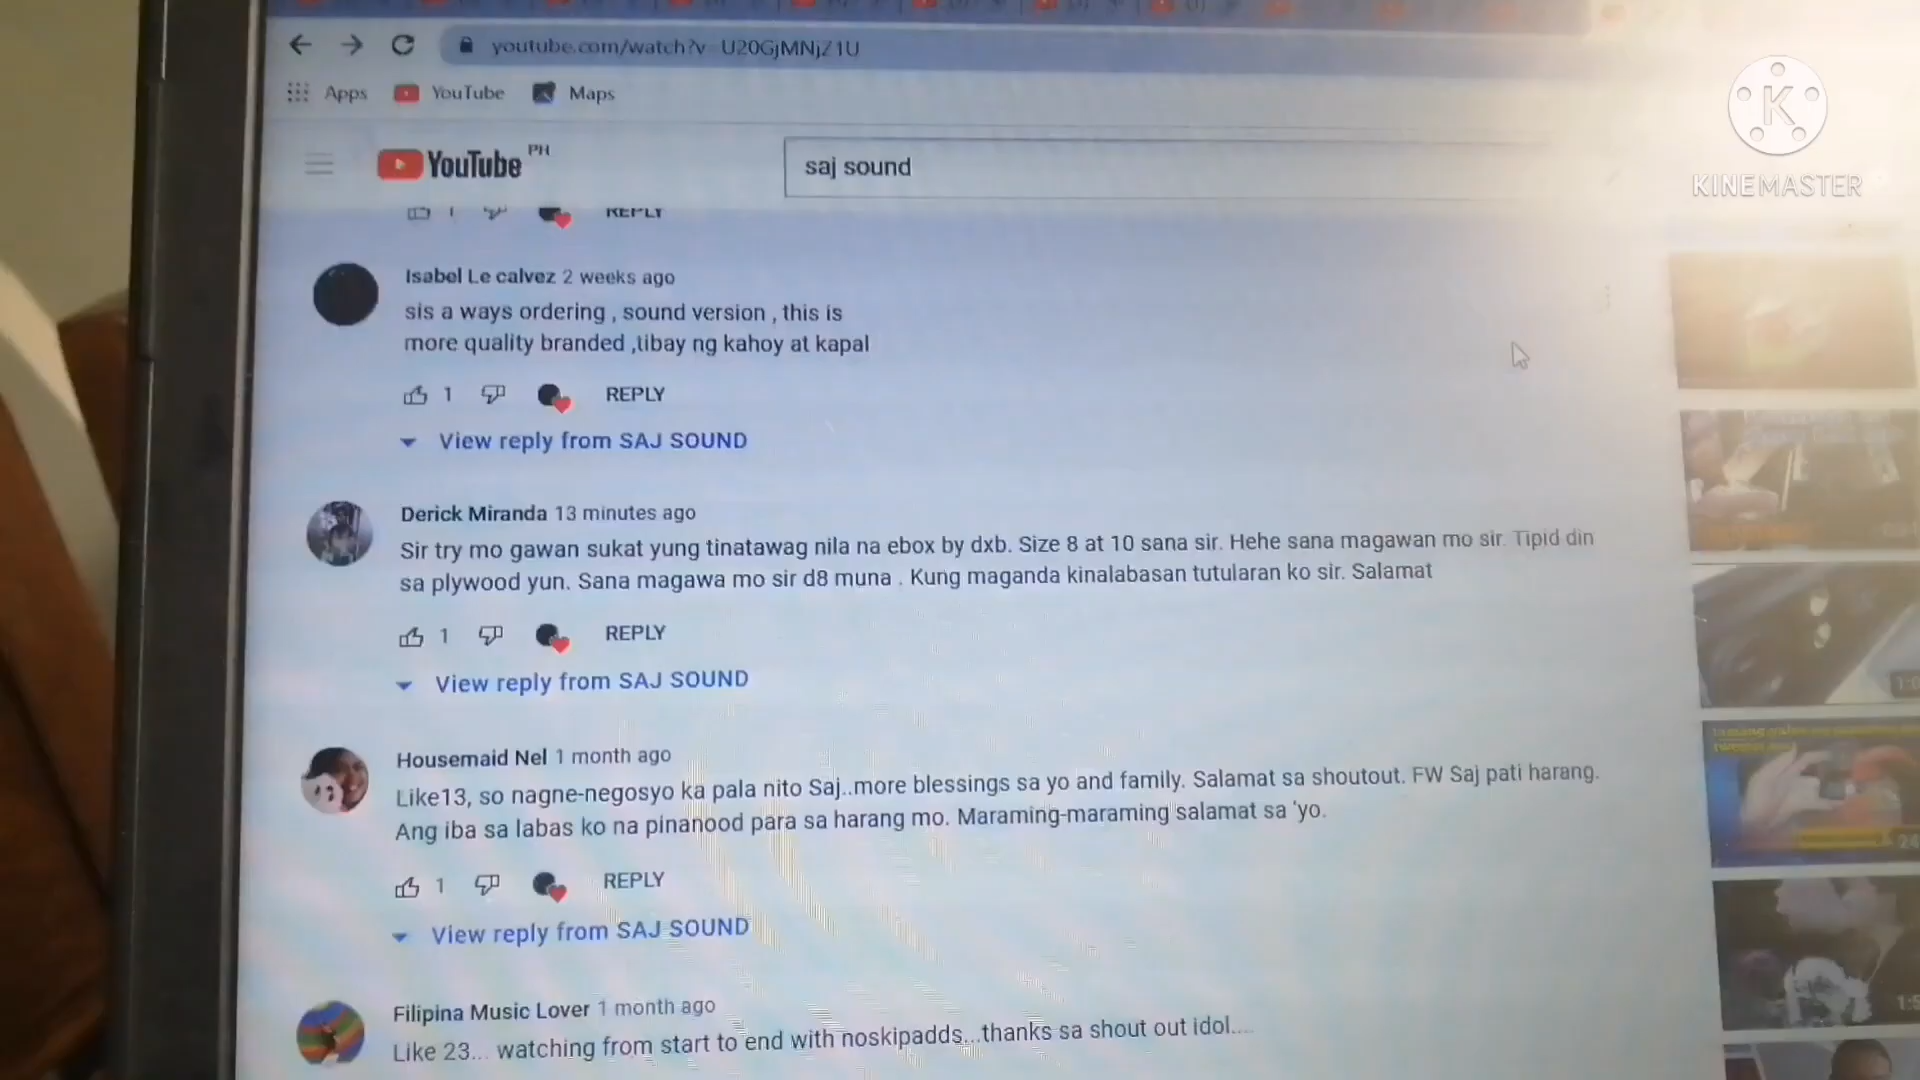 youtube.com/watch?v=U20GjMNjZ1U
Apps YouTube Maps
K
KINEMASTER
YouTube PH
saj sound
REPLY
Isabel Le calvez 2 weeks ago
sis a ways ordering , sound version , this is
more quality branded ,tibay ng kahoy at kapal
1 REPLY
View reply from SAJ SOUND
Derick Miranda 13 minutes ago
Sir try mo gawan sukat yung tinatawag nila na ebox by dxb. Size 8 at 10 sana sir. Hehe sana magawan mo sir. Tipid din
sa plywood yun. Sana magawa mo sir d8 muna . Kung maganda kinalabasan tutularan ko sir. Salamat
1 REPLY
View reply from SAJ SOUND
Housemaid Nel 1 month ago
Like13, so nagne-negosyo ka pala nito Saj..more blessings sa yo and family. Salamat sa shoutout. FW Saj pati harang.
Ang iba sa labas ko na pinanood para sa harang mo. Maraming-maraming salamat sa 'yo.
1 REPLY
View reply from SAJ SOUND
Filipina Music Lover 1 month ago
Like 23... watching from start to end with noskipadds...thanks sa shout out idol....